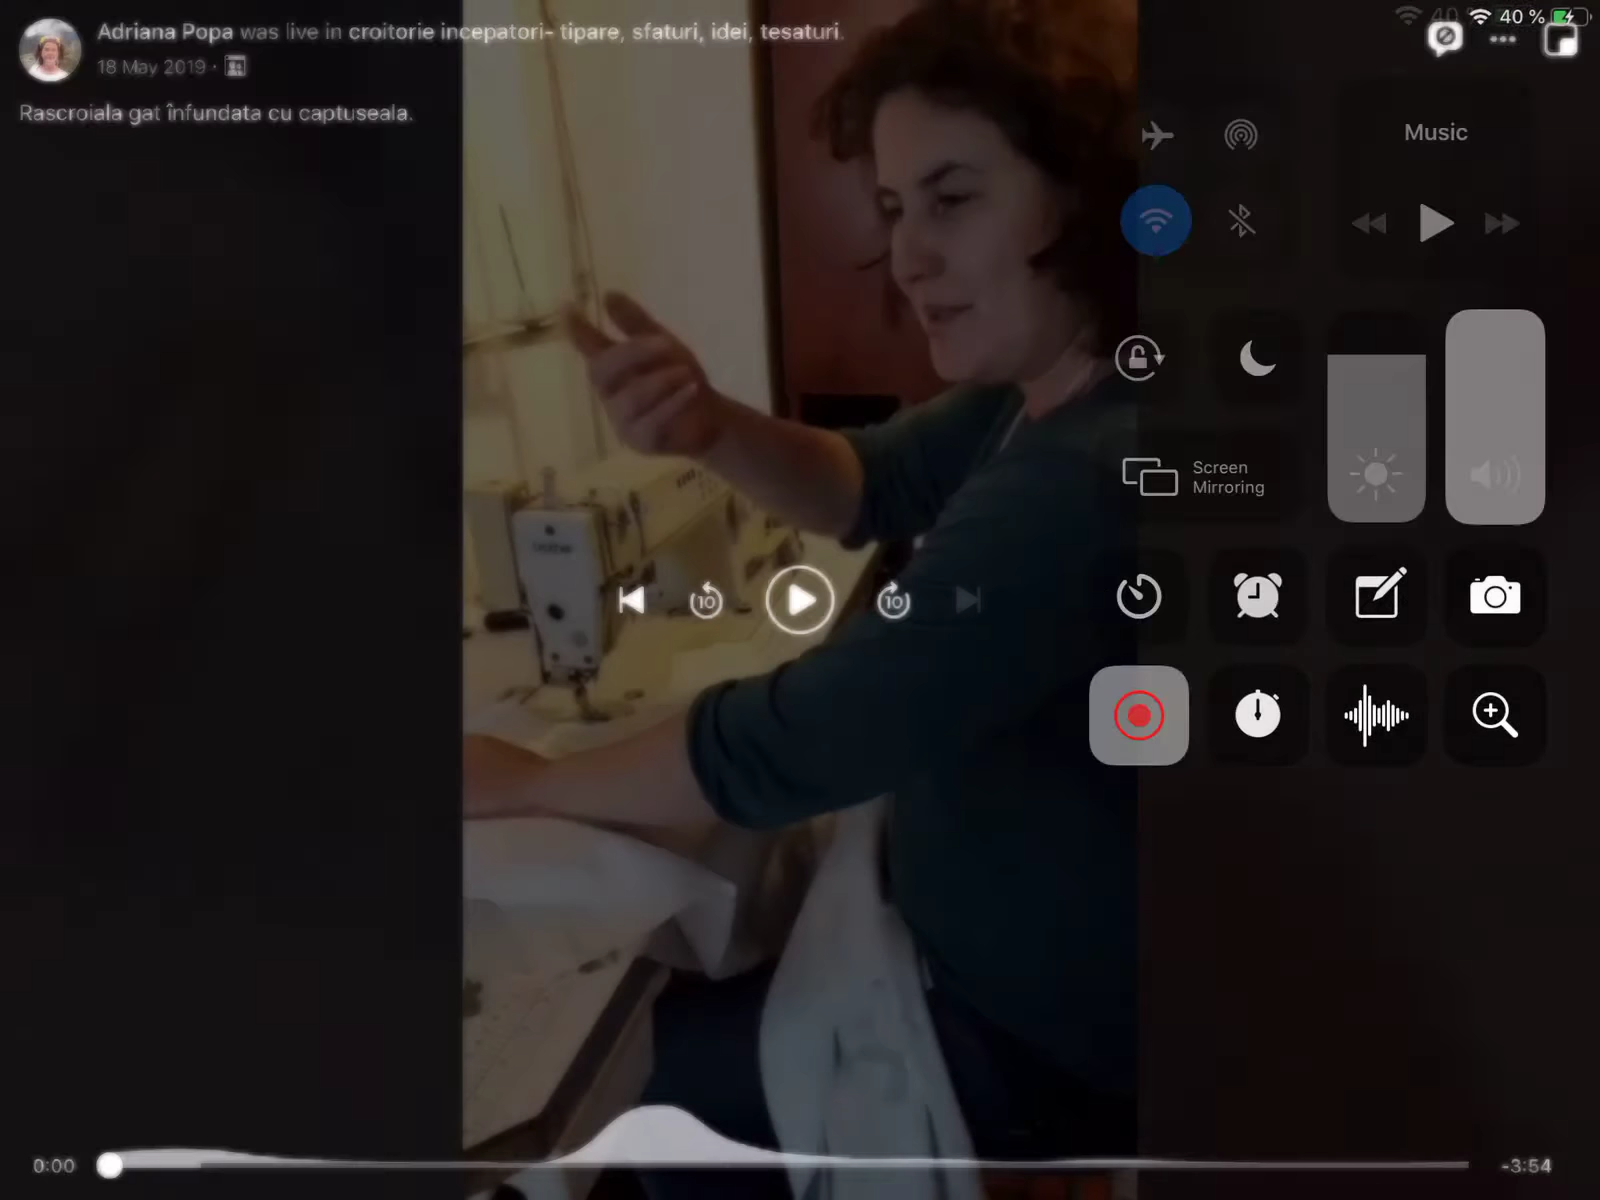 Adriana Popa was live in croitorie incepatori- tipare, sfaturi, idei, tesaturi.
40 %
18 May 2019 ·
Rascroiala gat înfundata cu captuseala.
Music
Screen
Mirroring
10
10
0:00
-3:54